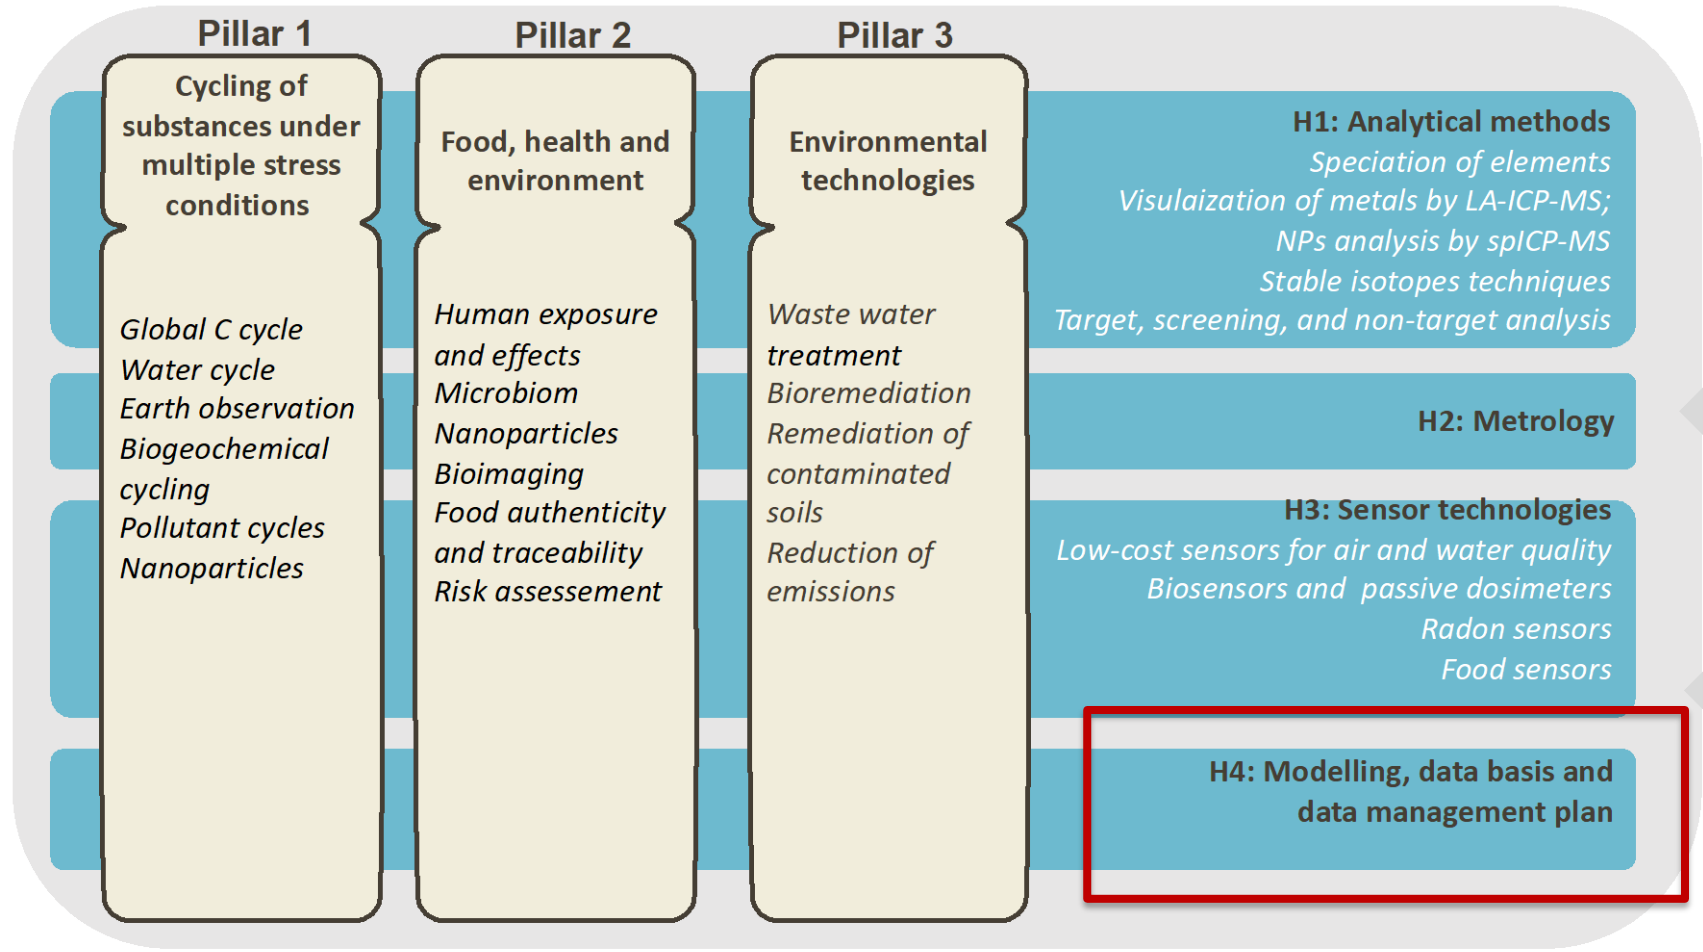 Pillar 1
Cycling of
substances under
multiple stress
conditions
Global C cycle
Water cycle
Earth observation
Biogeochemical
cycling
Pollutant cycles
Nanoparticles
Pillar 2
Food, health and
environment
Human exposure
and effects
Microbiom
Nanoparticles
Bioimaging
Food authenticity
and traceability
Risk assessement
Pillar 3
Environmental
technologies
Waste water
treatment
Bioremediation
Remediation of
contaminated
soils
Reduction of
emissions
H1: Analytical methods
Speciation of elements
Visulaization of metals by LA-ICP-MS;
NPs analysis by spICP-MS
Stable isotopes techniques
Target, screening, and non-target analysis
H2: Metrology
H3: Sensor technologies
Low-cost sensors for air and water quality
Biosensors and passive dosimeters
Radon sensors
Food sensors
H4: Modelling, data basis and
data management plan